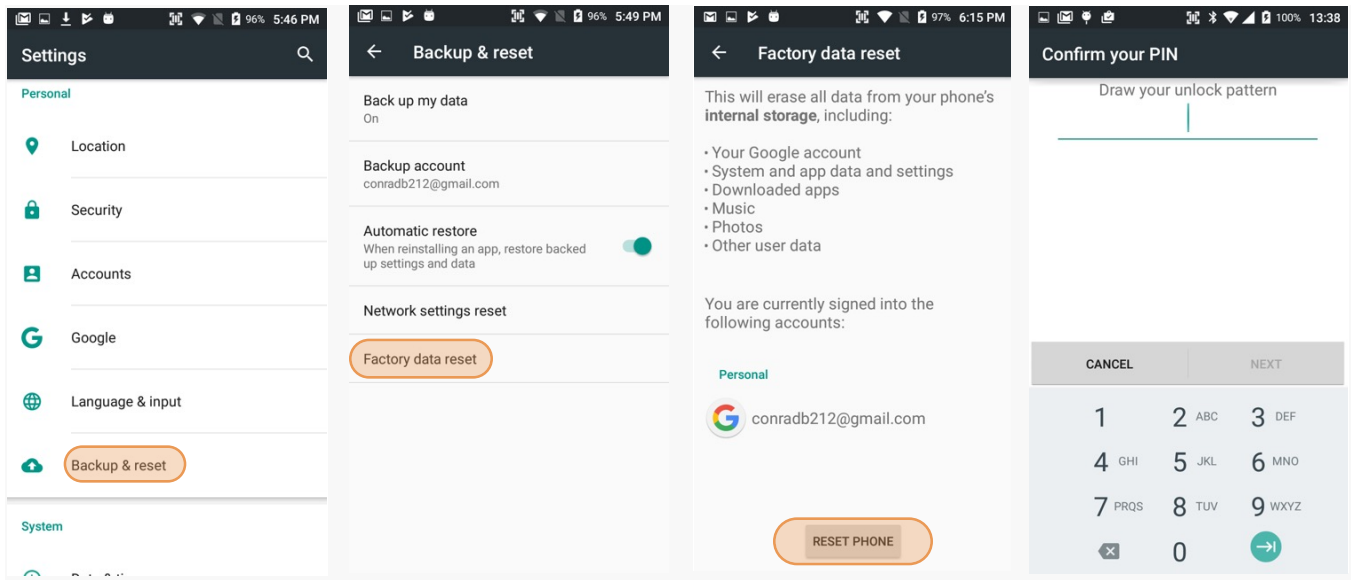 96% 5:46 PM
Settings
Personal
Location
Security
Accounts
Google
Language & input
Backup & reset
System
96% 5:49 PM
Backup & reset
Back up my data
On
Backup account
conradb212@gmail.com
Automatic restore
When reinstalling an app, restore backed
up settings and data
Network settings reset
Factory data reset
97% 6:15 PM
Factory data reset
This will erase all data from your phone's
internal storage, including:
• Your Google account
• System and app data and settings
• Downloaded apps
• Music
• Photos
• Other user data
You are currently signed into the
following accounts:
Personal
conradb212@gmail.com
RESET PHONE
100% 13:38
Confirm your PIN
Draw your unlock pattern
CANCEL NEXT
1 2 ABC 3 DEF
4 GHI 5 JKL 6 MNO
7 PRQS 8 TUV 9 WXYZ
0